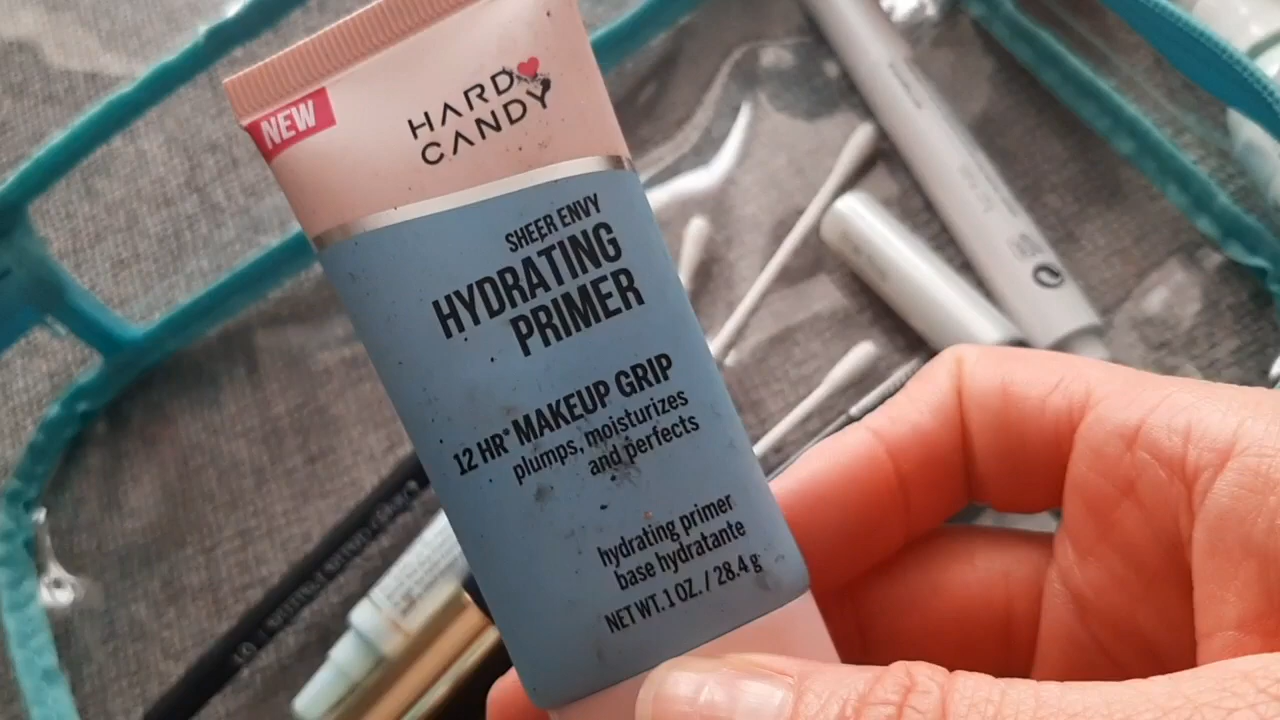 NEW
HARD
CANDY
SHEER ENVY
HYDRATING
PRIMER
12 HR* MAKEUP GRIP
plumps, moisturizes
and perfects
hydrating primer
base hydratante
NET WT. 1 OZ. / 28.4 g